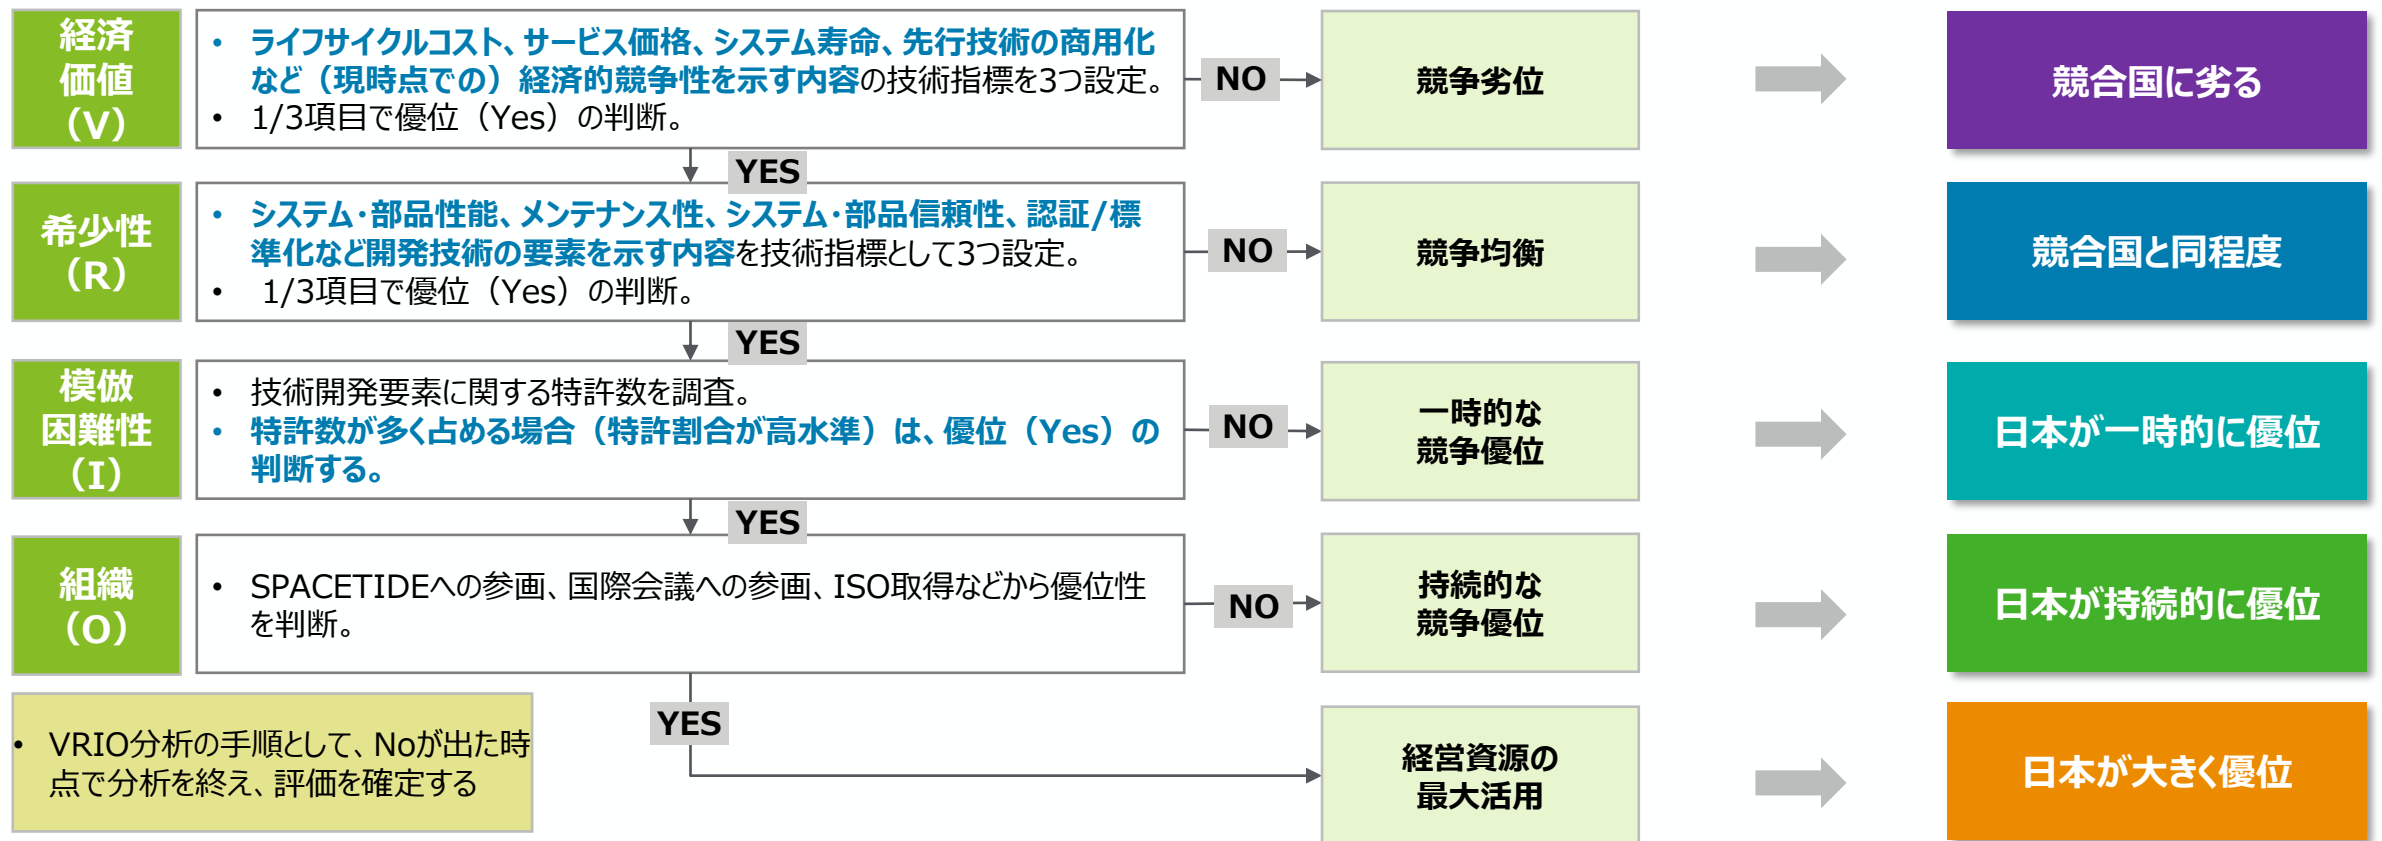 経済
価値
（V）
• ライフサイクルコスト、サービス価格、システム寿命、先行技術の商用化
など（現時点での）経済的競争性を示す内容の技術指標を3つ設定。
• 1/3項目で優位（Yes）の判断。
NO
競争劣位
競合国に劣る
YES
希少性
（R）
• システム・部品性能、メンテナンス性、システム・部品信頼性、認証/標
準化など開発技術の要素を示す内容を技術指標として3つ設定。
• 1/3項目で優位（Yes）の判断。
NO
競争均衡
競合国と同程度
YES
模倣
困難性
（I）
• 技術開発要素に関する特許数を調査。
• 特許数が多く占める場合（特許割合が高水準）は、優位（Yes）の
判断する。
NO
一時的な
競争優位
日本が一時的に優位
YES
組織
（O）
• SPACETIDEへの参画、国際会議への参画、ISO取得などから優位性
を判断。
NO
持続的な
競争優位
日本が持続的に優位
YES
• VRIO分析の手順として、Noが出た時
点で分析を終え、評価を確定する
経営資源の
最大活用
日本が大きく優位